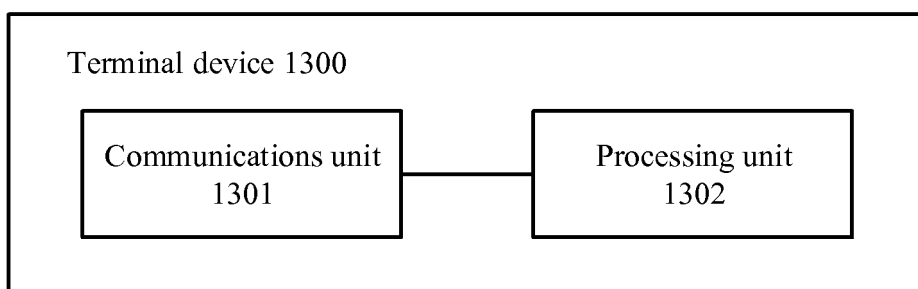 Terminal device 1300
Communications unit
1301
Processing unit
1302